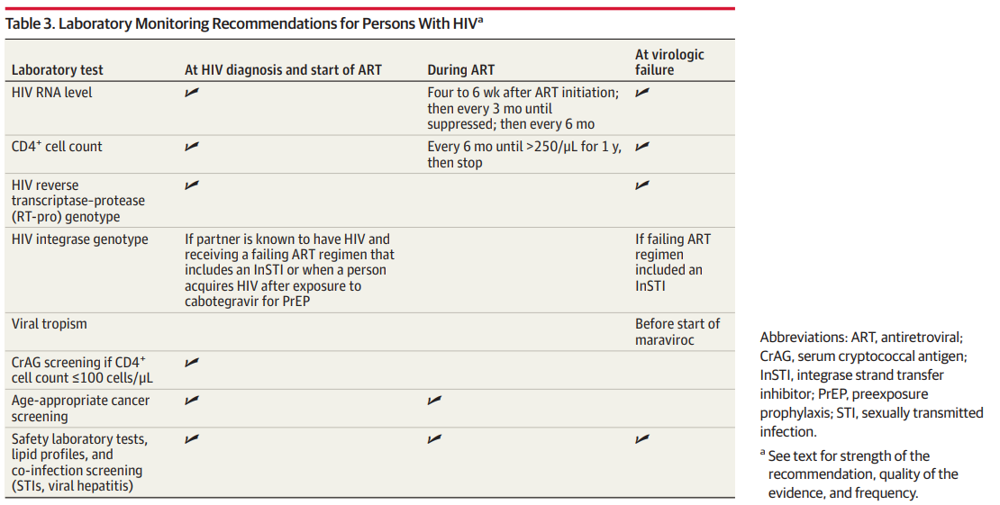 Table 3. Laboratory Monitoring Recommendations for Persons With HIVa
Laboratory test
At HIV diagnosis and start of ART
During ART
At virologic
failure
HIV RNA level
✓
Four to 6 wk after ART initiation;
then every 3 mo until
suppressed; then every 6 mo
✓
CD4+ cell count
✓
Every 6 mo until >250/μL for 1 y,
then stop
✓
HIV reverse
transcriptase-protease
(RT-pro) genotype
✓
✓
HIV integrase genotype
If partner is known to have HIV and
receiving a failing ART regimen that
includes an InSTI or when a person
acquires HIV after exposure to
cabotegravir for PrEP
If failing ART
regimen
included an
InSTI
Viral tropism
Before start of
maraviroc
CrAG screening if CD4+
cell count ≤100 cells/μL
✓
Age-appropriate cancer
screening
✓
✓
Safety laboratory tests,
lipid profiles, and
co-infection screening
(STIs, viral hepatitis)
✓
✓
✓
Abbreviations: ART, antiretroviral;
CrAG, serum cryptococcal antigen;
InSTI, integrase strand transfer
inhibitor; PrEP, preexposure
prophylaxis; STI, sexually transmitted
infection.
a See text for strength of the
recommendation, quality of the
evidence, and frequency.